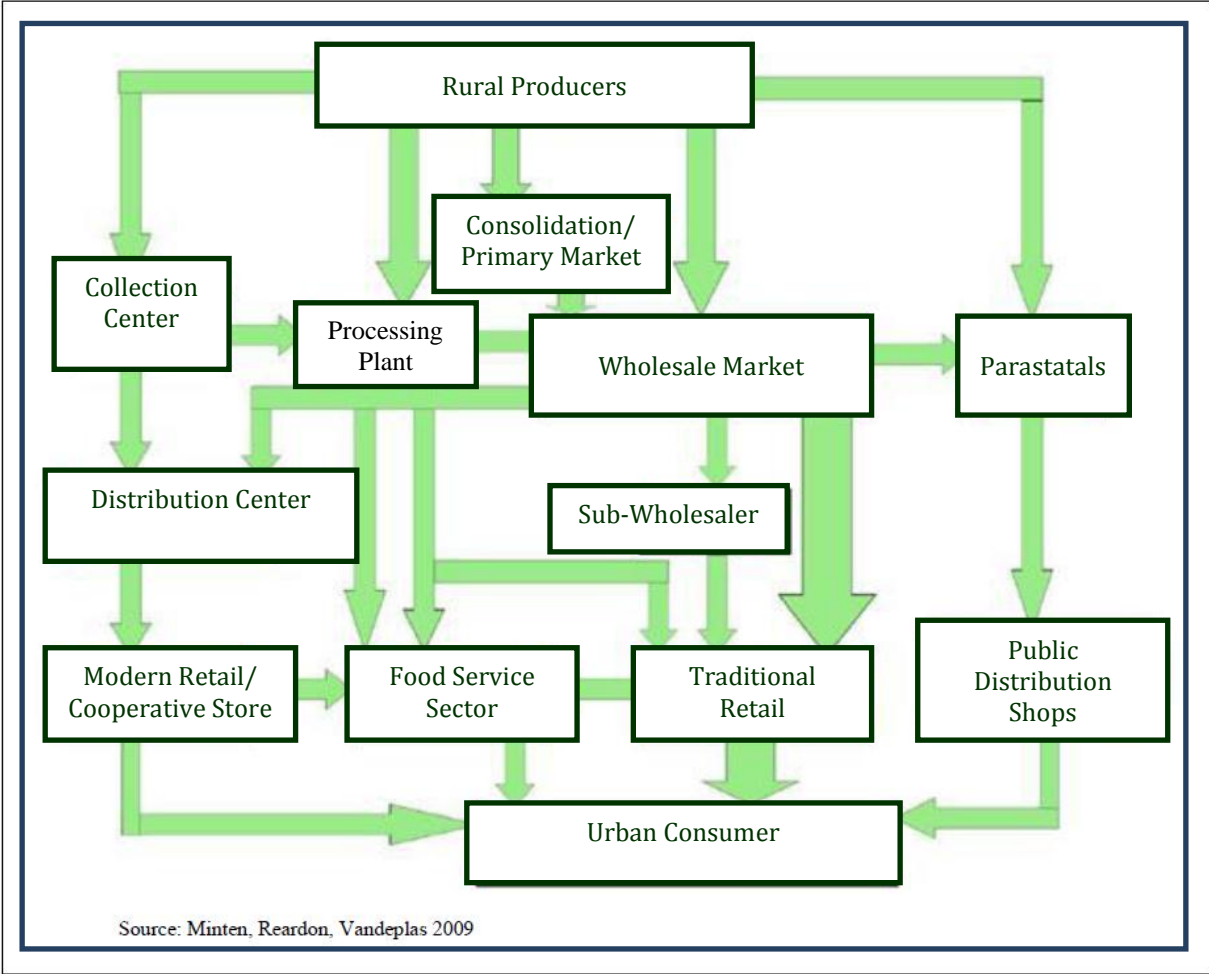 Rural Producers
Consolidation/
Primary Market
Collection
Center
Processing
Plant
Wholesale Market
Parastatals
Distribution Center
Sub-Wholesaler
Modern Retail/
Cooperative Store
Food Service
Sector
Traditional
Retail
Public
Distribution
Shops
Urban Consumer
Source: Minten, Reardon, Vandeplas 2009